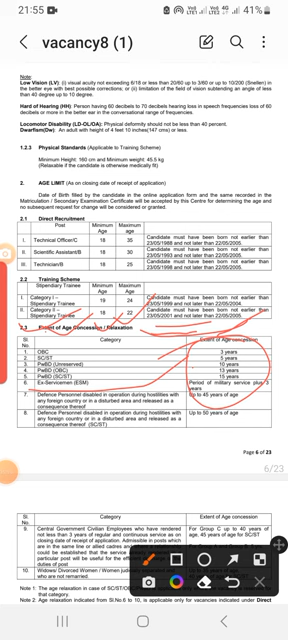 21:55
41%
vacancy8 (1)
Note:
Low Vision (LV): (i) visual acuity not exceeding 6/18 or less than 20/60 up to 3/60 or up to 10/200 (Snellen) in
the better eye with best possible corrections; or (ii) limitation of the field of vision subtending an angle of less
than 40 degree up to 10 degree.
Hard of Hearing (HH): Person having 60 decibels to 70 decibels hearing loss in speech frequencies loss of 60
decibels or more in the better ear in the conversational range of frequencies.
Locomotor Disability (LD-OL/OA): Physical deformity should not be less than 40 percent.
Dwarfism(Dw): An adult with height of 4 feet 10 inches(147 cms) or less.
1.2.3 Physical Standards (Applicable to Training Scheme)
Minimum Height: 160 cm and Minimum weight: 45.5 kg
(Relaxable if the candidate is otherwise medically fit)
2. AGE LIMIT (As on closing date of receipt of application)
Date of Birth filled by the candidate in the online application form and the same recorded in the
Matriculation / Secondary Examination Certificate will be accepted by this Centre for determining the age and
no subsequent request for change will be considered or granted.
2.1 Direct Recruitment
Post Minimum Age Maximum age
I. Technical Officer/C 18 35 Candidate must have been born not earlier than 23/05/1988 and not later than 22/05/2005.
II. Scientific Assistant/B 18 30 Candidate must have been born not earlier than 23/05/1993 and not later than 22/05/2005.
III. Technician/B 18 25 Candidate must have been born not earlier than 23/05/1998 and not later than 22/05/2005.
2.2 Training Scheme
Stipendiary Trainee Minimum Age Maximum Age
I. Category I – Stipendiary Trainee 19 24 Candidate must have been born not earlier than 23/05/1999 and not later than 22/05/2004.
II. Category II – Stipendiary Trainee 18 22 Candidate must have been born not earlier than 23/05/2001 and not later than 22/05/2005.
2.3 Extent of Age Concession / Relaxation
Sl. No. Category Extent of Age concession
1. OBC 3 years
2. SC/ST 5 years
3. PwBD (Unreserved) 10 years
4. PwBD (OBC) 13 years
5. PwBD (SC/ST) 15 years
6. Ex-Servicemen (ESM) Period of military service plus 3 years
7. Defence Personnel disabled in operation during hostilities with any foreign country or in a disturbed area and released as a consequence thereof Up to 45 years of age
8. Defence Personnel disabled in operation during hostilities with any foreign country or in a disturbed area and released as a consequence thereof (SC/ST) Up to 50 years of age
Page 6 of 23
6/23
Sl. No. Category Extent of Age concession
9. Central Government Civilian Employees who have rendered not less than 3 years of regular and continuous service as on closing date of receipt of application. Admissible in posts which are in the same line or allied cadres and
could be established that the service
particular post will be useful for the
duties of post
For Group C up to 40 years of age, 45 years of age for SC/ST
10. Widows/ Divorced Women / Women
who are not remarried.
Note 1: The age relaxation in case of SC/ST/
that category.
Note 2: Age relaxation indicated from Sl.No.6 to 10, is applicable only for vacancies indicated under Direct